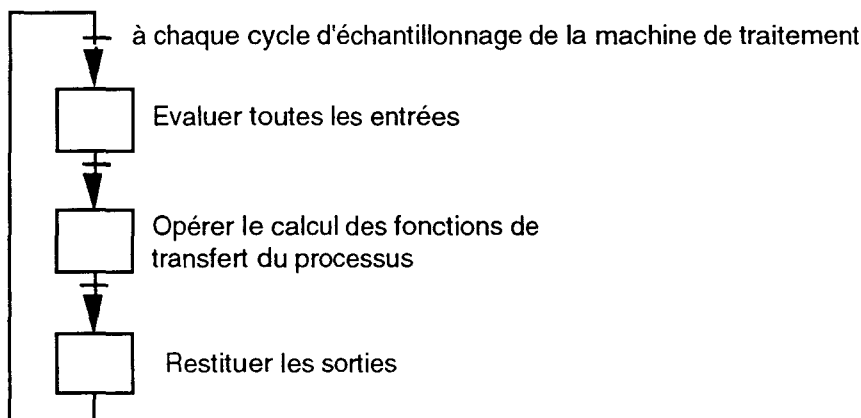 à chaque cycle d'échantillonnage de la machine de traitement
Evaluer toutes les entrées
Opérer le calcul des fonctions de
transfert du processus
Restituer les sorties